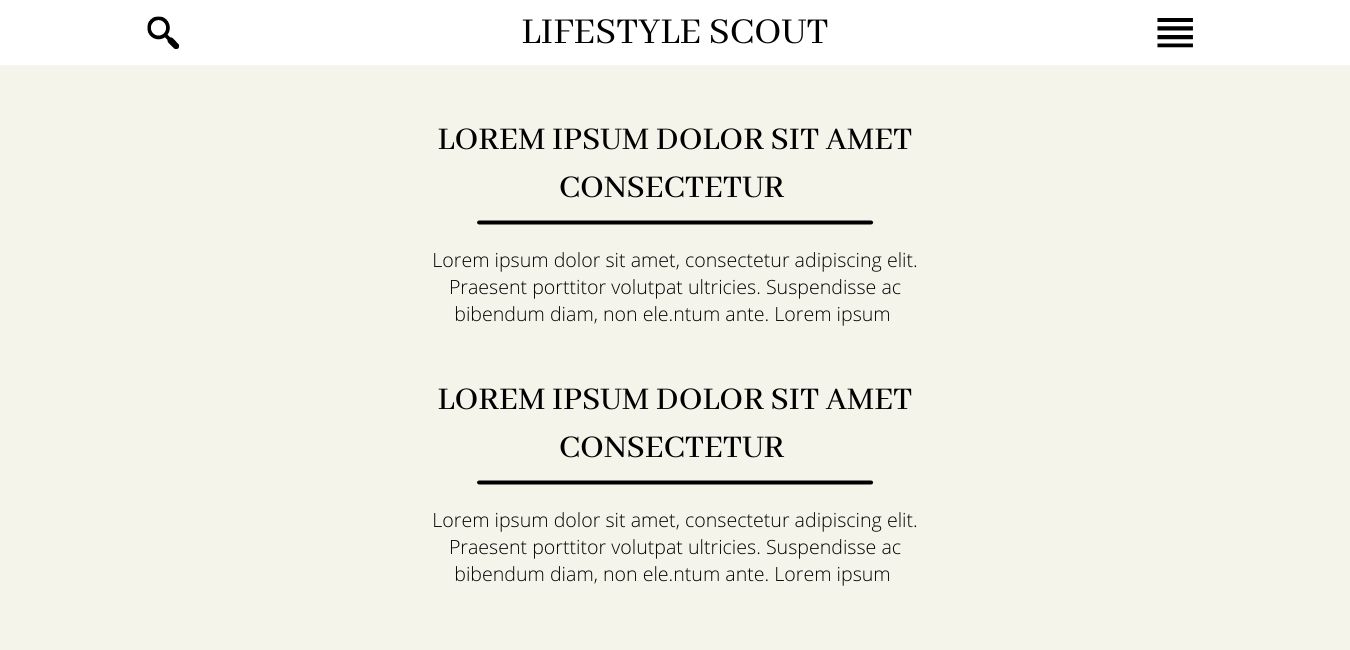 LIFESTYLE SCOUT
LOREM IPSUM DOLOR SIT AMET
CONSECTETUR
Lorem ipsum dolor sit amet, consectetur adipiscing elit.
Praesent porttitor volutpat ultricies. Suspendisse ac
bibendum diam, non ele.ntum ante. Lorem ipsum
LOREM IPSUM DOLOR SIT AMET
CONSECTETUR
Lorem ipsum dolor sit amet, consectetur adipiscing elit.
Praesent porttitor volutpat ultricies. Suspendisse ac
bibendum diam, non ele.ntum ante. Lorem ipsum